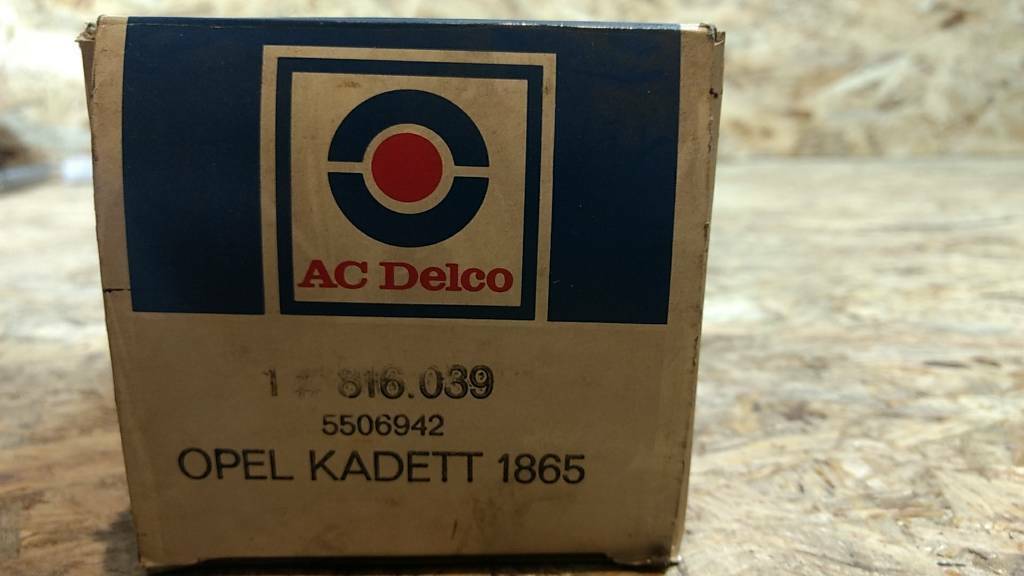 AC Delco
1 816.039
5506942
OPEL KADETT 1865